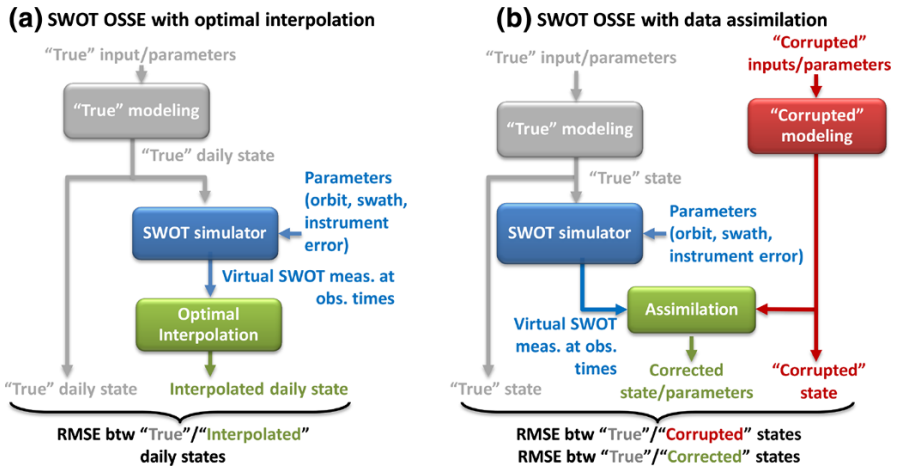 (a) SWOT OSSE with optimal interpolation
"True" input/parameters
"True" modeling
"True" daily state
Parameters
(orbit, swath,
instrument
error)
SWOT simulator
Virtual SWOT meas. at
obs. times
Optimal
Interpolation
"True" daily state
Interpolated daily state
RMSE btw "True"/"Interpolated"
daily states
(b) SWOT OSSE with data assimilation
"True" input/parameters
"Corrupted"
inputs/parameters
"True" modeling
"Corrupted"
modeling
"True" state
Parameters
(orbit, swath,
instrument error)
SWOT simulator
Assimilation
Virtual SWOT
meas. at obs.
times
"True" state
Corrected
state/parameters
"Corrupted"
state
RMSE btw "True"/"Corrupted" states
RMSE btw "True"/"Corrected" states